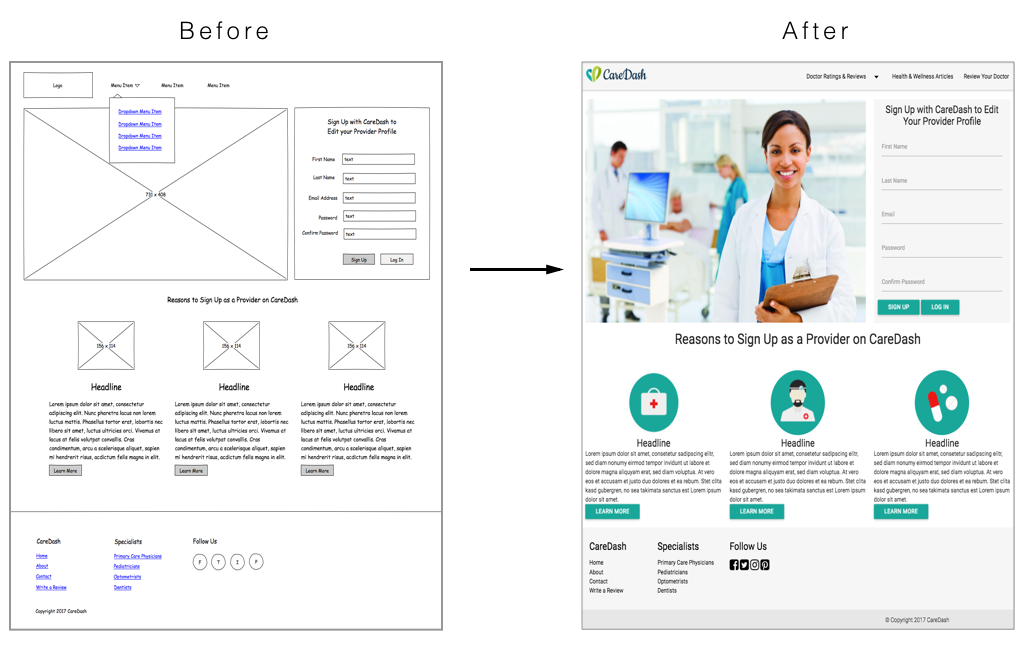 Before
After
Logo
Menu Item
Menu Item
Menu Item
Dropdown Menu Item
Dropdown Menu Item
Dropdown Menu Item
Dropdown Menu Item
731 x 408
Sign Up with CareDash to
Edit your Provider Profile
First Name text
Last Name text
Email Address text
Password text
Confirm Password text
Sign Up Log In
Reasons to Sign Up as a Provider on CareDash
156 x 114
156 x 114
156 x 114
Headline
Lorem ipsum dolor sit amet, consectetur
adipiscing elit. Nunc pharetra lacus non lorem
mattis. Phasellus tortor erat, lobortis nec
libero sit amet, luctus ultricies orci. Vivamus at
lacus at felis volutpat convallis. Cras
condimentum, arcu a scelerisque aliquet, sapien
mi hendrerit risus, acdictum felis magna in elit.
Learn More
Headline
Lorem ipsum dolor sit amet, consectetur
adipiscing elit. Nunc pharetra lacus non lorem
mattis. Phasellus tortor erat, lobortis nec
libero sit amet, luctus ultricies orci. Vivamus at
lacus at felis volutpat convallis. Cras
condimentum, arcu a scelerisque aliquet, sapien
mi hendrerit risus, acdictum felis magna in elit.
Learn More
Headline
Lorem ipsum dolor sit amet, consectetur
adipiscing elit. Nunc pharetra lacus non lorem
mattis. Phasellus tortor erat, lobortis nec
libero sit amet, luctus ultricies orci. Vivamus at
lacus at felis volutpat convallis. Cras
condimentum, arcu a scelerisque aliquet, sapien
mi hendrerit risus, acdictum felis magna in elit.
Learn More
CareDash
Home
About
Contact
Write a Review
Specialists
Primary Care Physicians
Pediatricians
Optometrists
Dentists
Follow Us
F T I P
Copyright 2017 CareDash
CareDash
Doctor Ratings & Reviews
Health & Wellness Articles
Review Your Doctor
Sign Up with CareDash to Edit
Your Provider Profile
First Name
Last Name
Email
Password
Confirm Password
SIGN UP LOG IN
Reasons to Sign Up as a Provider on CareDash
Headline
Lorem ipsum dolor sit amet, consetetur sadipscing elitr,
sed diam nonumy eirmod tempor invidunt ut labore et
dolore magna aliquyam erat, sed diam voluptua. At vero
eos et accusam et justo duo dolores et ea rebum. Stet clita
kasd gubergren, no sea takimata sanctus est Lorem ipsum
dolor sit amet.
LEARN MORE
Headline
Lorem ipsum dolor sit amet, consetetur sadipscing elitr,
sed diam nonumy eirmod tempor invidunt ut labore et
dolore magna aliquyam erat, sed diam voluptua. At vero
eos et accusam et justo duo dolores et ea rebum. Stet clita
kasd gubergren, no sea takimata sanctus est Lorem ipsum
dolor sit amet.
LEARN MORE
Headline
Lorem ipsum dolor sit amet, consetetur sadipscing elitr,
sed diam nonumy eirmod tempor invidunt ut labore et
dolore magna aliquyam erat, sed diam voluptua. At vero
eos et accusam et justo duo dolores et ea rebum. Stet clita
kasd gubergren, no sea takimata sanctus est Lorem ipsum
dolor sit amet.
LEARN MORE
CareDash
Home
About
Contact
Write a Review
Specialists
Primary Care Physicians
Pediatricians
Optometrists
Dentists
Follow Us
© Copyright 2017 CareDash